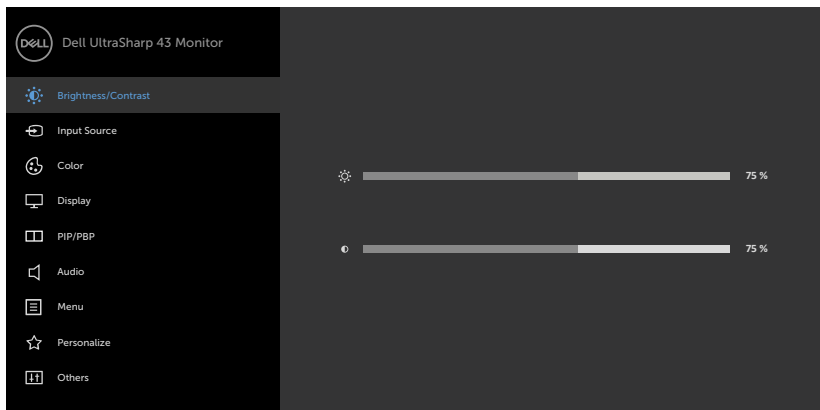 DELL
Dell UltraSharp 43 Monitor
Brightness/Contrast
Input Source
Color
Display
PIP/PBP
Audio
Menu
Personalize
Others
75 %
75 %